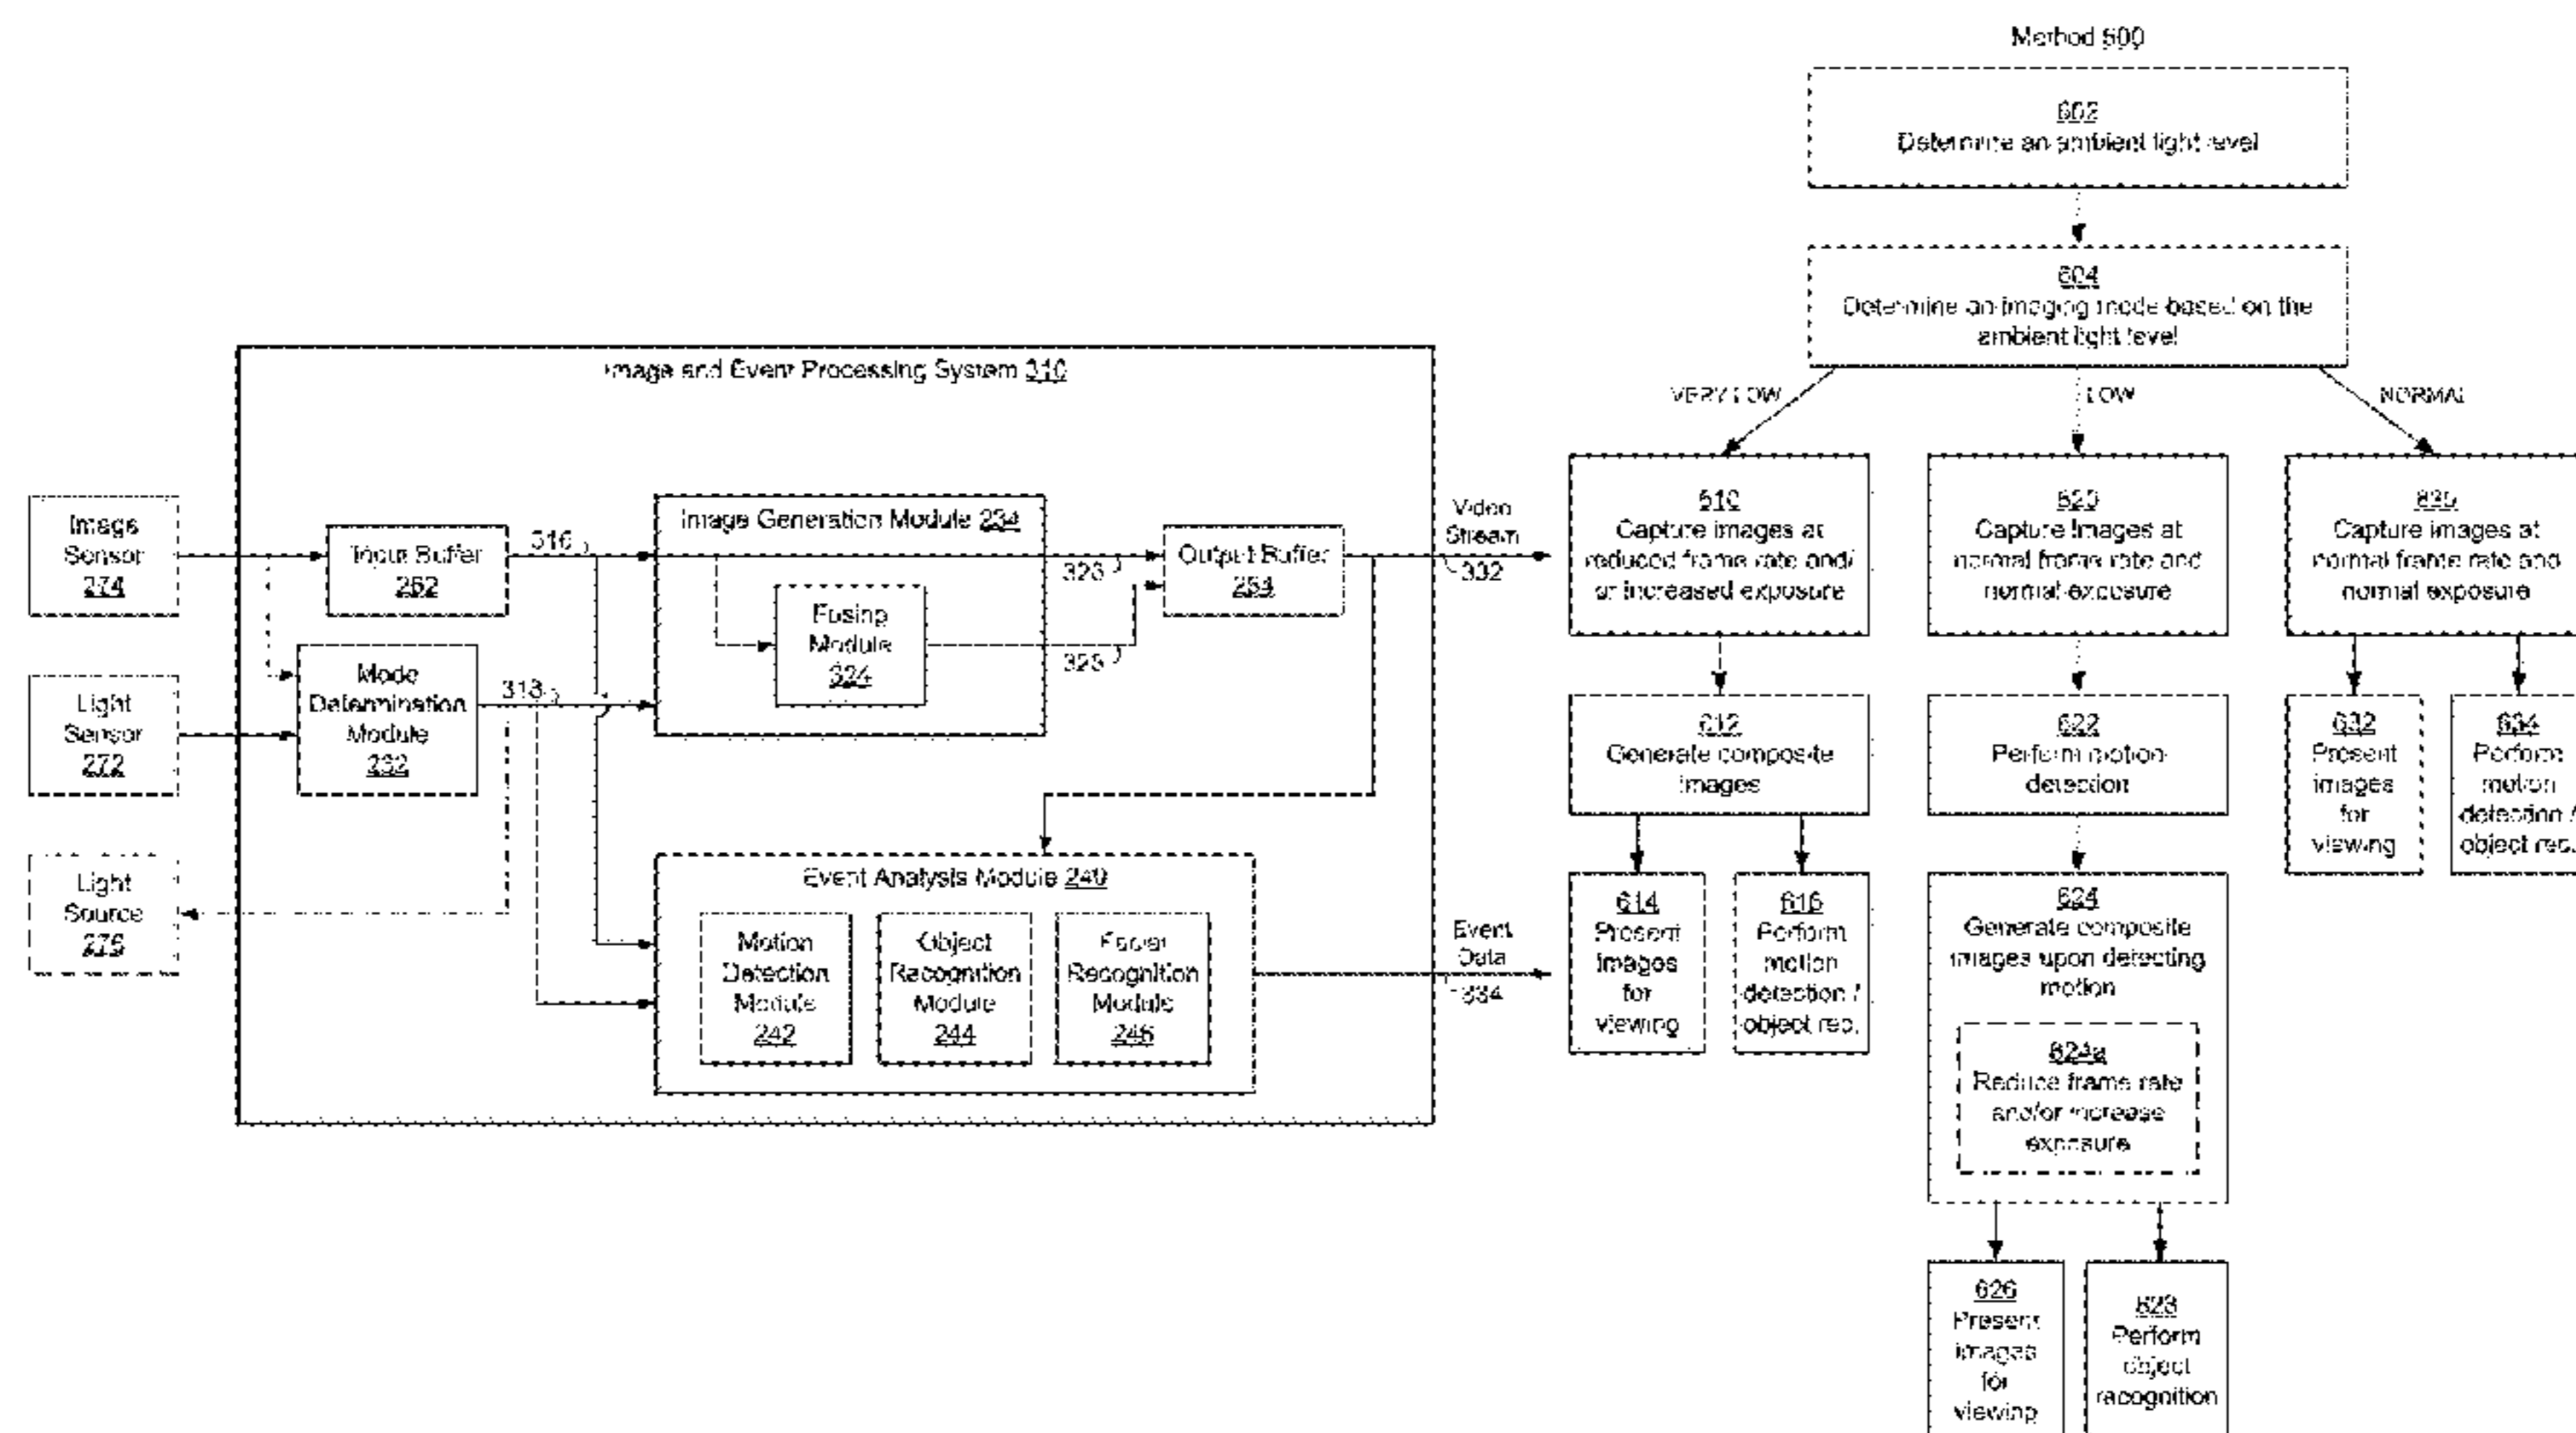 Method 600
602
Determine an ambient light level
604
Determine an imaging mode based on the
ambient light level
VERY LOW
LOW
NORMAL
Image and Event Processing System 310
Image
Sensor
274
Light
Sensor
272
Light
Source
276
Input Buffer
252
Mode
Determination
Module
232
316
318
Image Generation Module 234
Fusing
Module
324
Output Buffer
254
Video
Stream
332
Event Analysis Module 240
Motion
Detection
Module
242
Object
Recognition
Module
244
Facial
Recognition
Module
246
Event
Data
334
610
Capture images at
reduced frame rate and/
or increased exposure
612
Generate composite
images
614
Present
images
for
viewing
616
Perform
motion
detection /
object rec.
620
Capture images at
normal frame rate and
normal exposure
622
Perform motion
detection
624
Generate composite
images upon detecting
motion
624a
Reduce frame rate
and/or increase
exposure
626
Present
images
for
viewing
628
Perform
object
recognition
630
Capture images at
normal frame rate and
normal exposure
632
Present
images
for
viewing
634
Perform
motion
detection /
object rec.